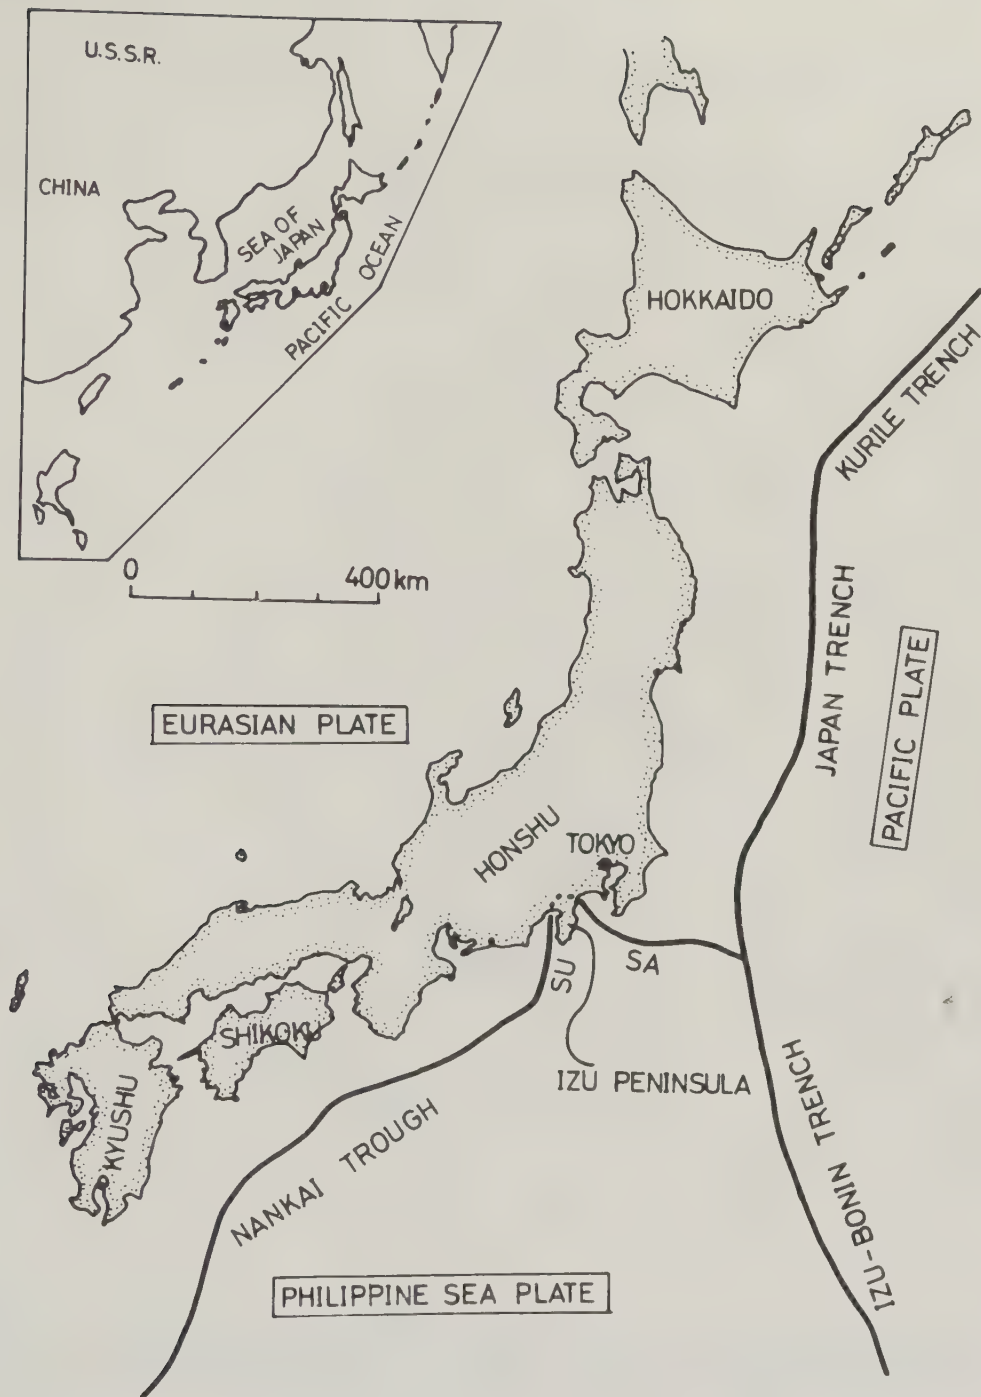 U.S.S.R.
CHINA
SEA OF
JAPAN
PACIFIC OCEAN
0 400 km
HOKKAIDO
KURILE TRENCH
JAPAN TRENCH
PACIFIC PLATE
EURASIAN PLATE
HONSHU
TOKYO
SU
SA
SHIKOKU
IZU PENINSULA
KYUSHU
NANKAI TROUGH
IZU-BONIN TRENCH
PHILIPPINE SEA PLATE